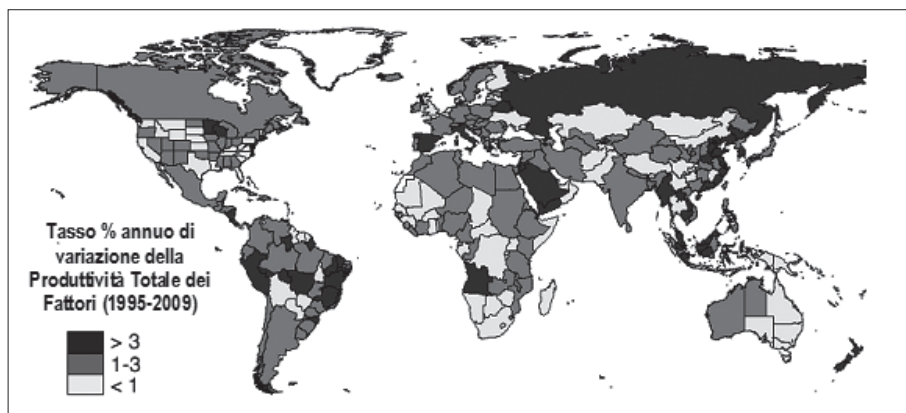 Tasso % annuo di
variazione della
Produttività Totale dei
Fattori (1995-2009)
> 3
1-3
< 1